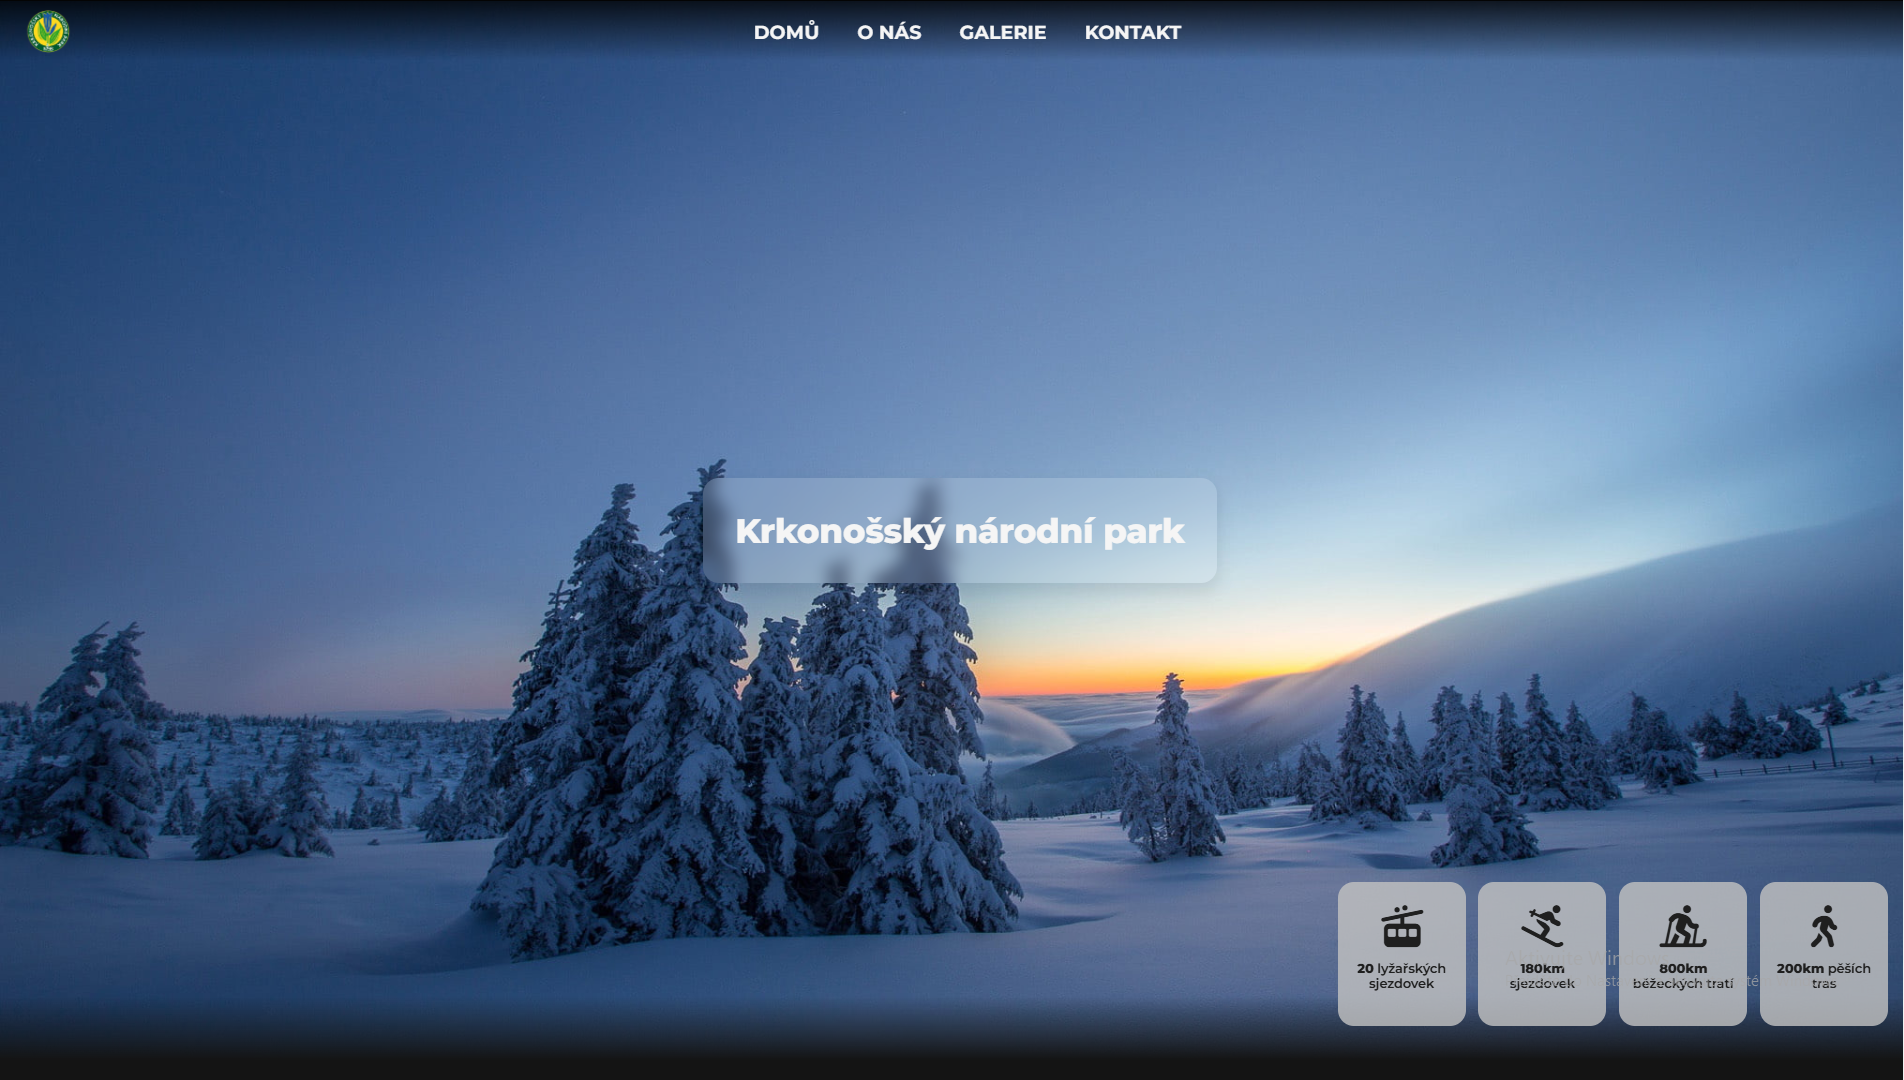 DOMŮ O NÁS GALERIE KONTAKT
Krkonošský národní park
20 lyžařských
sjezdovek
180km
sjezdovek
800km
běžeckých tratí
200km pěších
tras